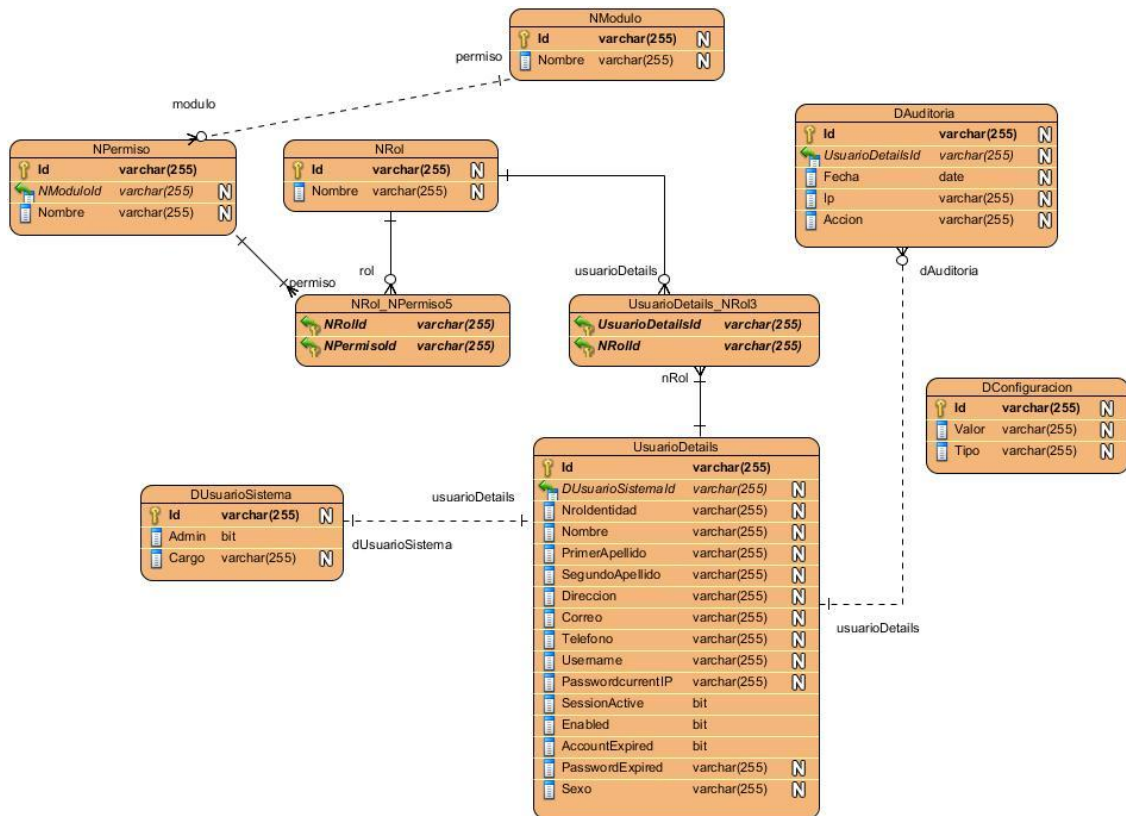 NModulo
Id varchar(255) N
Nombre varchar(255) N
permiso
modulo
NPermiso
Id varchar(255)
NModuloId varchar(255) N
Nombre varchar(255) N
NRol
Id varchar(255) N
Nombre varchar(255) N
DAuditoria
Id varchar(255) N
UsuarioDetailsId varchar(255) N
Fecha date N
Ip varchar(255) N
Accion varchar(255) N
permiso
rol
usuarioDetails
dAuditoria
NRol_NPermiso5
NRolId varchar(255)
NPermisoId varchar(255)
UsuarioDetails_NRol3
UsuarioDetailsId varchar(255)
NRolId varchar(255)
nRol
DConfiguracion
Id varchar(255) N
Valor varchar(255) N
Tipo varchar(255) N
DUsuarioSistema
Id varchar(255) N
Admin bit
Cargo varchar(255) N
usuarioDetails
dUsuarioSistema
UsuarioDetails
Id varchar(255)
DUsuarioSistemaId varchar(255) N
NroIdentidad varchar(255) N
Nombre varchar(255) N
PrimerApellido varchar(255) N
SegundoApellido varchar(255) N
Direccion varchar(255) N
Correo varchar(255) N
Telefono varchar(255) N
Username varchar(255) N
PasswordcurrentIP varchar(255) N
SessionActive bit
Enabled bit
AccountExpired bit
PasswordExpired varchar(255) N
Sexo varchar(255) N
usuarioDetails